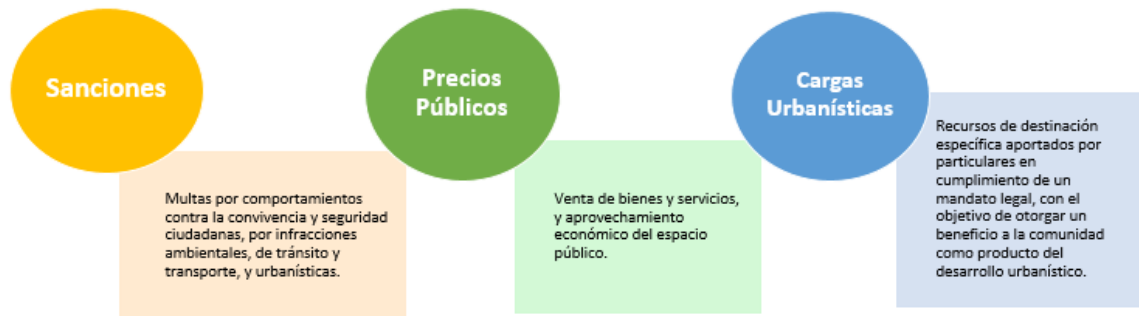 Sanciones
Multas por comportamientos
contra la convivencia y seguridad
ciudadanas, por infracciones
ambientales, de tránsito y
transporte, y urbanísticas.
Precios
Públicos
Venta de bienes y servicios,
y aprovechamiento
económico del espacio
público.
Cargas
Urbanísticas
Recursos de destinación
específica aportados por
particulares en
cumplimiento de un
mandato legal, con el
objetivo de otorgar un
beneficio a la comunidad
como producto del
desarrollo urbanístico.